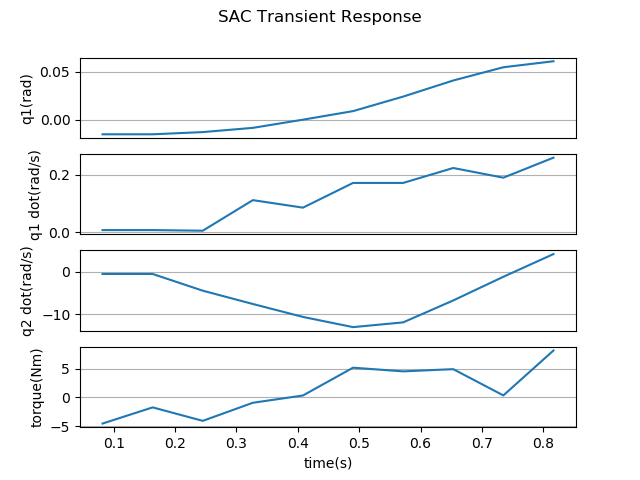 SAC Transient Response
q1(rad)
0.05
0.00
q1 dot(rad/s)
0.2
0.0
q2 dot(rad/s)
0
−10
torque(Nm)
5
0
−5
0.1 0.2 0.3 0.4 0.5 0.6 0.7 0.8
time(s)